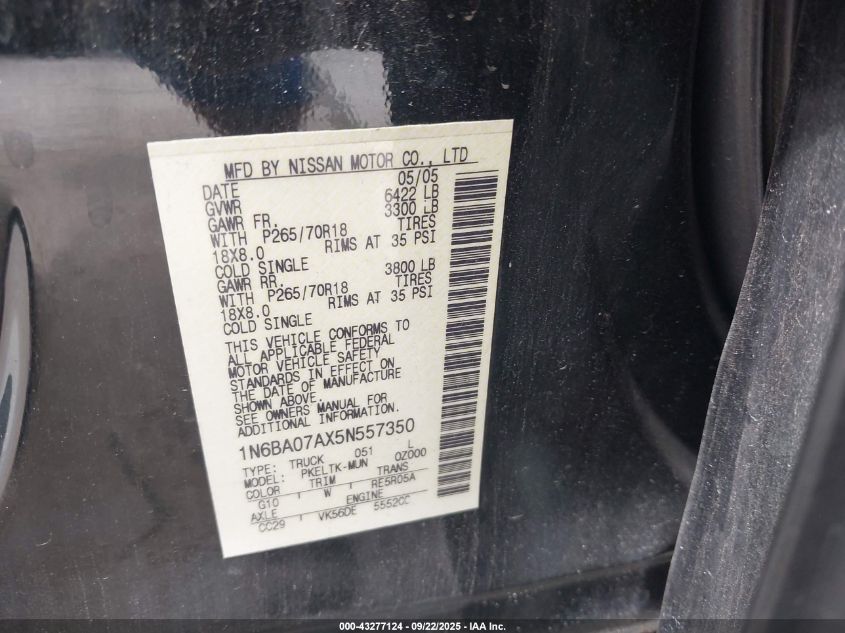 MFD BY NISSAN MOTOR CO., LTD
DATE 05/05
GVWR 6422 LB
GAWR FR. 3300 LB
WITH P265/70R18 TIRES
18X8.0 RIMS AT 35 PSI
COLD SINGLE
GAWR RR. 3800 LB
WITH P265/70R18 TIRES
18X8.0 RIMS AT 35 PSI
COLD SINGLE
THIS VEHICLE CONFORMS TO
ALL APPLICABLE FEDERAL
MOTOR VEHICLE SAFETY
STANDARDS IN EFFECT ON
THE DATE OF MANUFACTURE
SHOWN ABOVE.
SEE OWNERS MANUAL FOR
ADDITIONAL INFORMATION.
1N6BA07AX5N557350
TYPE: TRUCK 051 L
MODEL: PKELTK-MUN 0Z000
COLOR TRIM TRANS
G10 W RE5R05A
AXLE ENGINE
CC29 VK56DE 5552CC
000-43277124 - 09/22/2025 - IAA Inc.